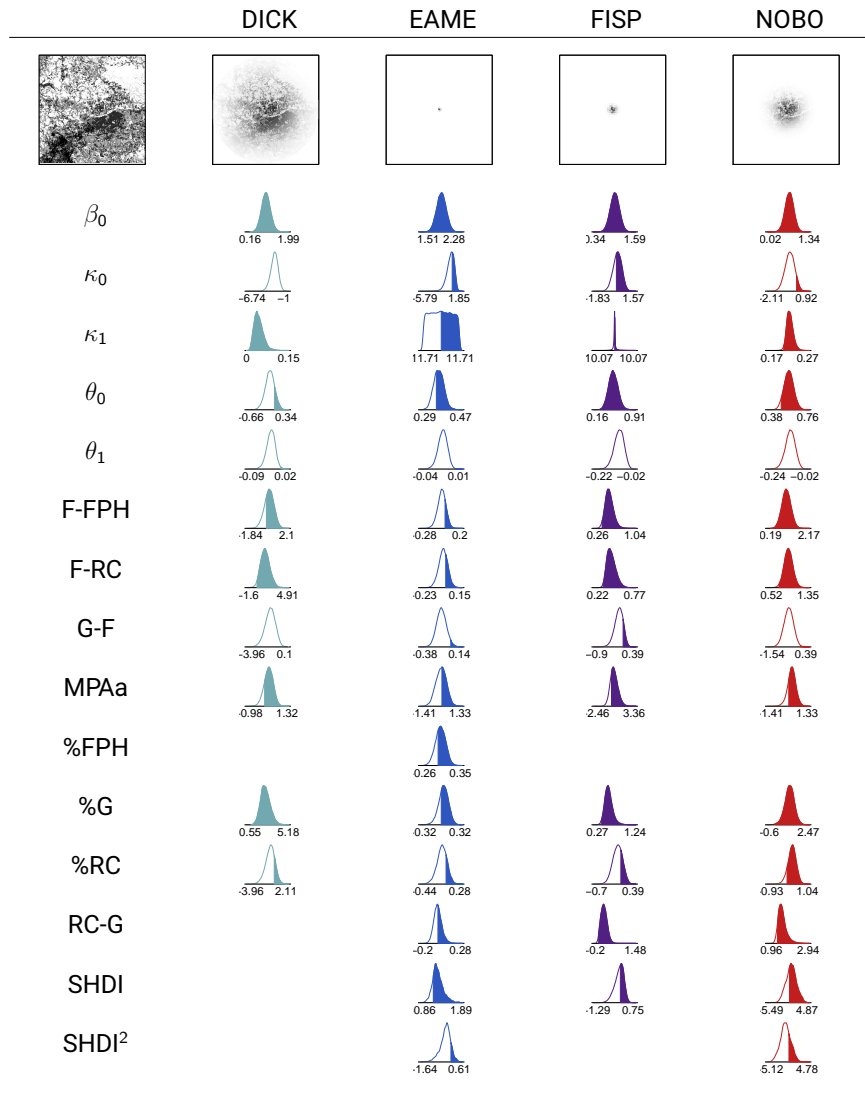 DICK EAME FISP NOBO
β₀
0.16 1.99 1.51 2.28 0.34 1.59 0.02 1.34
κ₀
−6.74 −1 -5.79 1.85 -1.83 1.57 -2.11 0.92
κ₁
0 0.15 11.71 11.71 10.07 10.07 0.17 0.27
θ₀
-0.66 0.34 0.29 0.47 0.16 0.91 0.38 0.76
θ₁
-0.09 0.02 -0.04 0.01 −0.22 −0.02 -0.24 −0.02
F-FPH
-1.84 2.1 -0.28 0.2 0.26 1.04 0.19 2.17
F-RC
-1.6 4.91 -0.23 0.15 0.22 0.77 0.52 1.35
G-F
-3.96 0.1 -0.38 0.14 −0.9 0.39 -1.54 0.39
MPAa
-0.98 1.32 -1.41 1.33 -2.46 3.36 -1.41 1.33
%FPH
0.26 0.35
%G
0.55 5.18 -0.32 0.32 0.27 1.24 -0.6 2.47
%RC
-3.96 2.11 -0.44 0.28 −0.7 0.39 -0.93 1.04
RC-G
-0.2 0.28 -0.2 1.48 0.96 2.94
SHDI
0.86 1.89 -1.29 0.75 -5.49 4.87
SHDI²
-1.64 0.61 -5.12 4.78